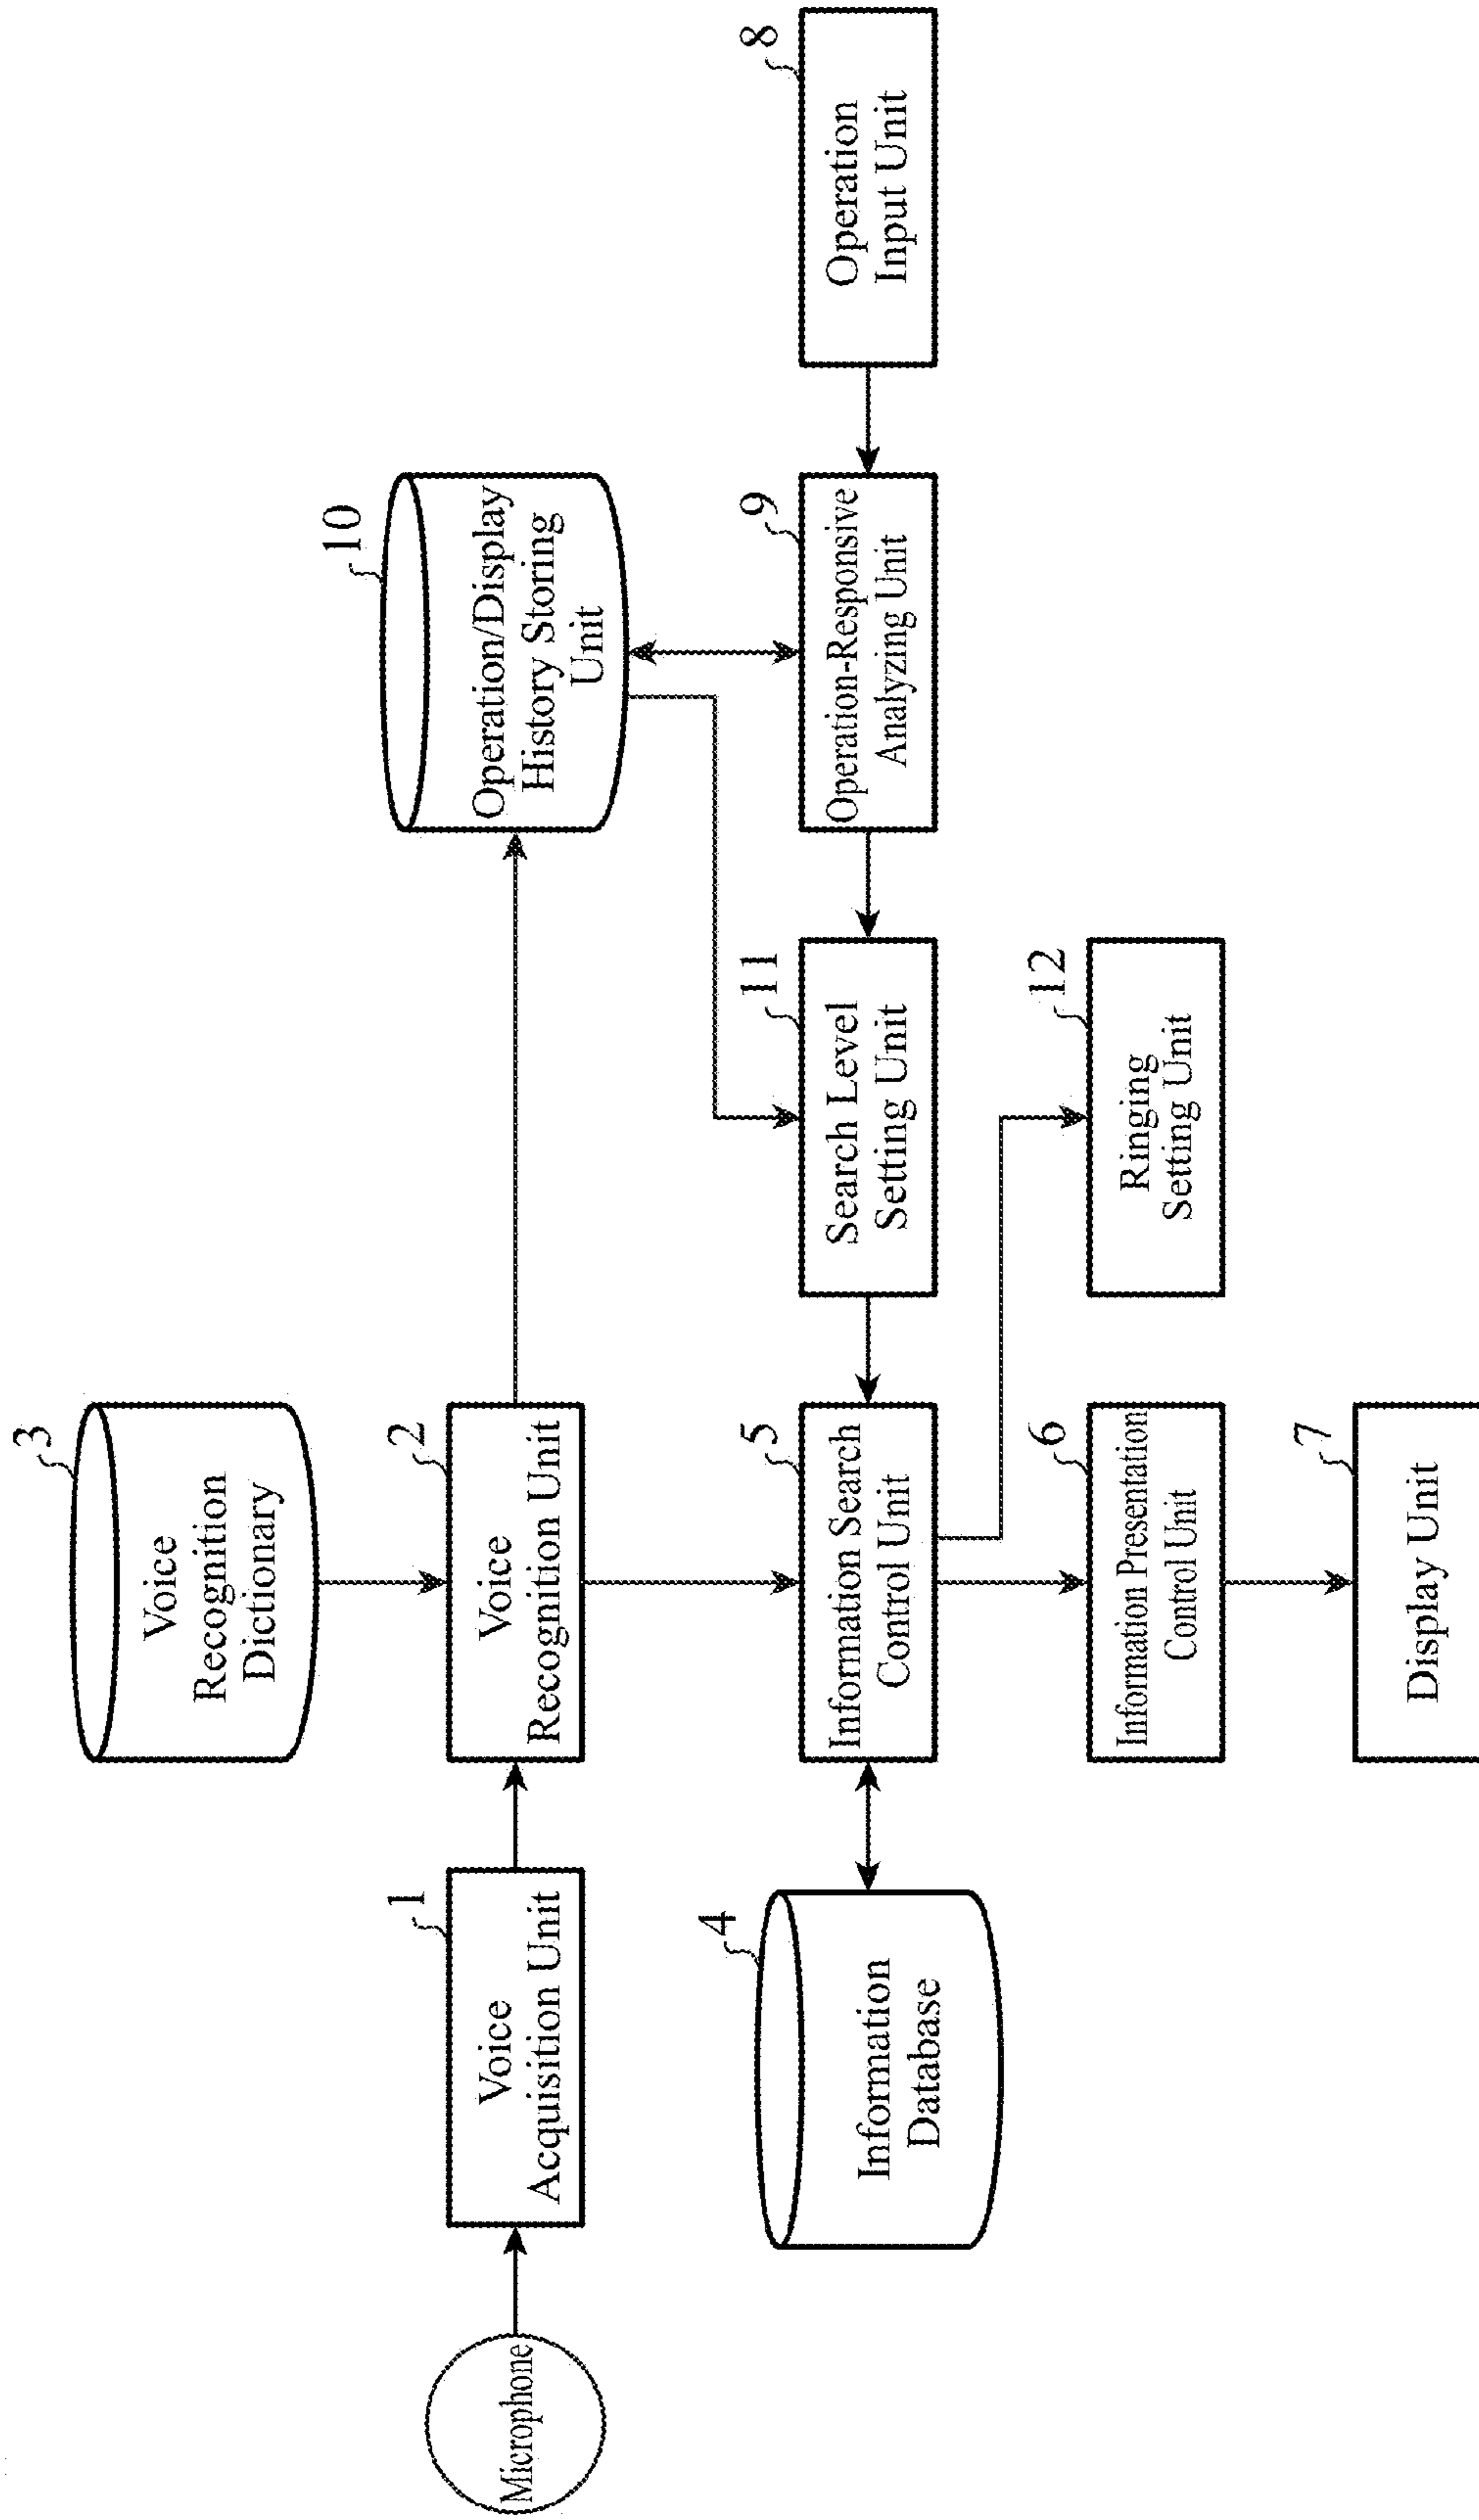 3
Voice
Recognition
Dictionary
10
Operation/Display
History Storing
Unit
Microphone
1
Voice
Acquisition Unit
2
Voice
Recognition Unit
4
Information
Database
5
Information Search
Control Unit
11
Search Level
Setting Unit
9
Operation-Responsive
Analyzing Unit
8
Operation
Input Unit
6
Information Presentation
Control Unit
12
Ringing
Setting Unit
7
Display Unit